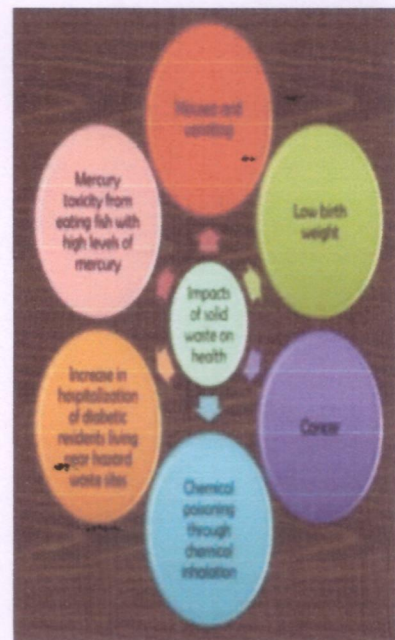 Nausea and
vomiting
Low birth
weight
Cancer
Chemical
poisoning
through
chemical
inhalation
Increase in
hospitalization
of diabetic
residents living
near hazard
waste sites
Mercury
toxicity from
eating fish with
high levels of
mercury
Impacts
of solid
waste on
health